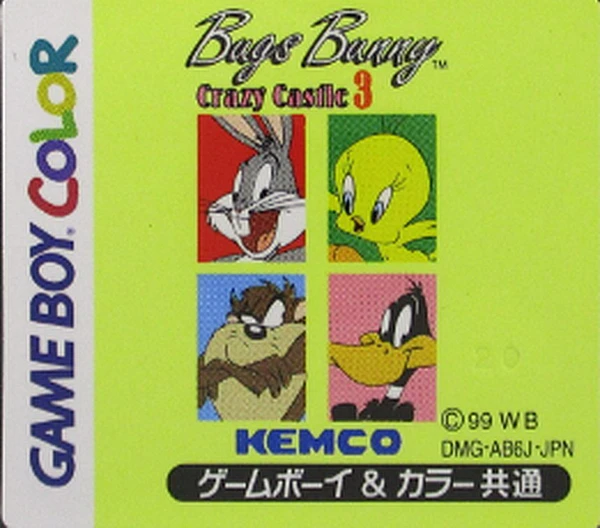 GAME BOY COLOR
Bugs Bunny™
Crazy Castle 3
20
©99 WB
KEMCO
DMG-AB6J-JPN
ゲームボーイ & カラー共通